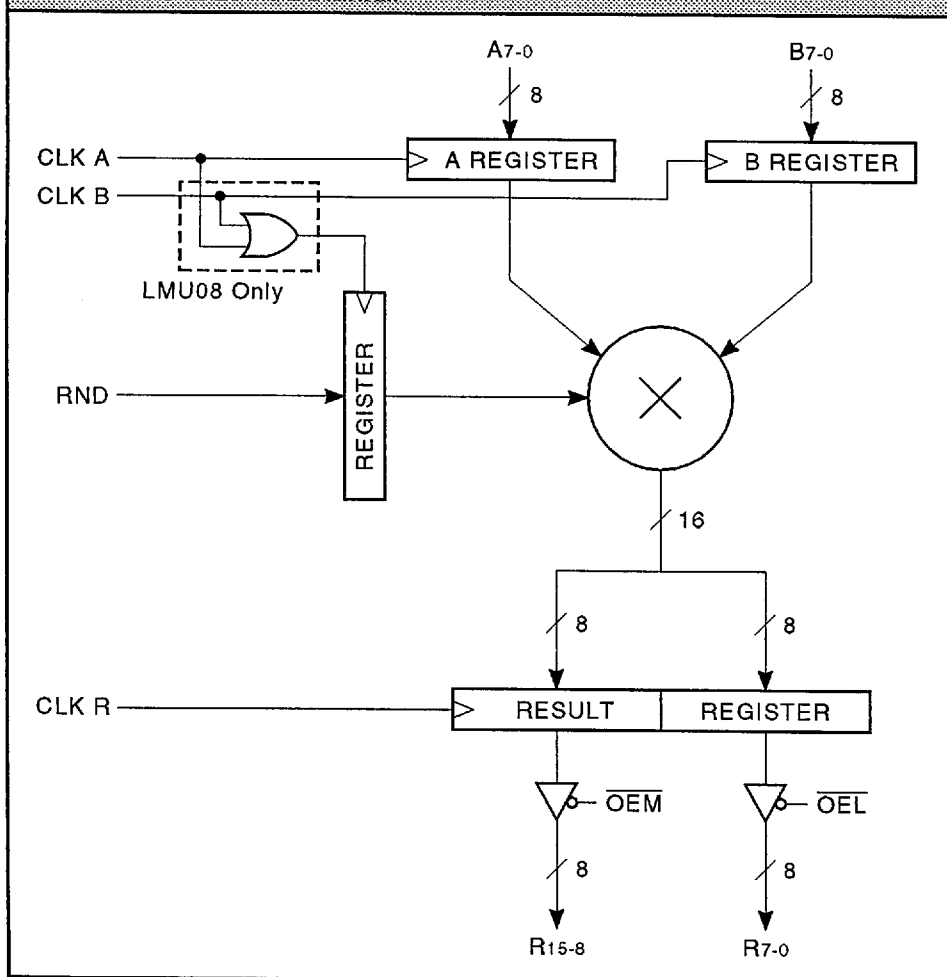 A7-0
B7-0
8
8
CLK A
A REGISTER
B REGISTER
CLK B
LMU08 Only
REGISTER
RND
16
8
8
CLK R
RESULT
REGISTER
OEM
OEL
8
8
R15-8
R7-0